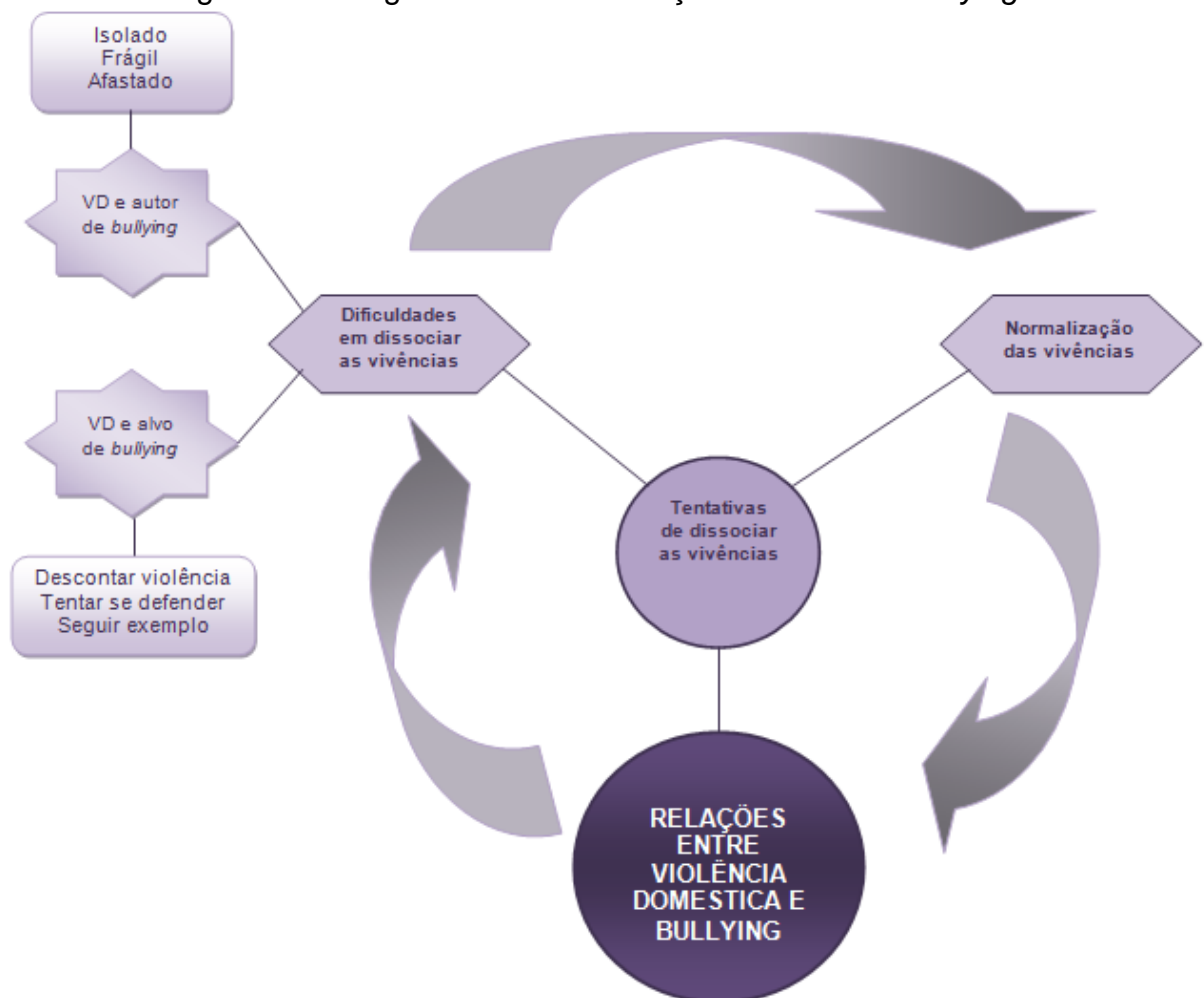 Isolado
Frágil
Afastado
VD e autor
de bullying
Dificuldades
em dissociar
as vivências
Normalização
das vivências
VD e alvo
de bullying
Tentativas
de dissociar
as vivências
Descontar violência
Tentar se defender
Seguir exemplo
RELAÇÕES
ENTRE
VIOLÊNCIA
DOMESTICA E
BULLYING